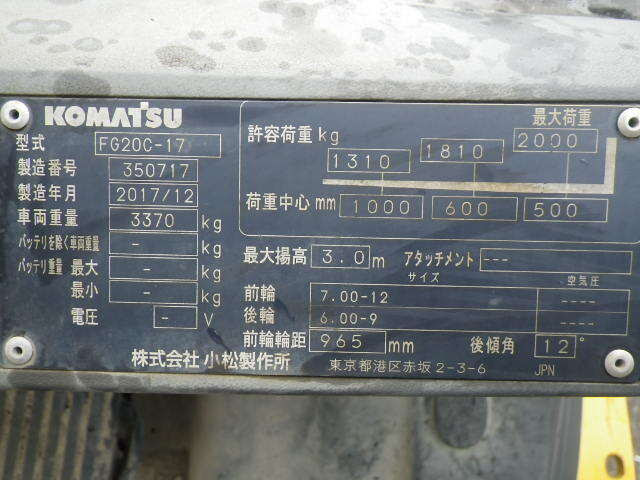 KOMATSU
型式 FG20C-17
製造番号 350717
製造年月 2017/12
車両重量 3370 kg
バッテリを除く車両重量 - kg
バッテリ重量 最大 - kg
最小 - kg
電圧 - V
最大荷重
許容荷重 kg 1310 1810 2000
荷重中心 mm 1000 600 500
最大揚高 3.0 m アタッチメント ---
サイズ 空気圧
前輪 7.00-12 ----
後輪 6.00-9 ----
前輪輪距 965 mm 後傾角 12°
株式会社 小松製作所 東京都港区赤坂 2-3-6 JPN